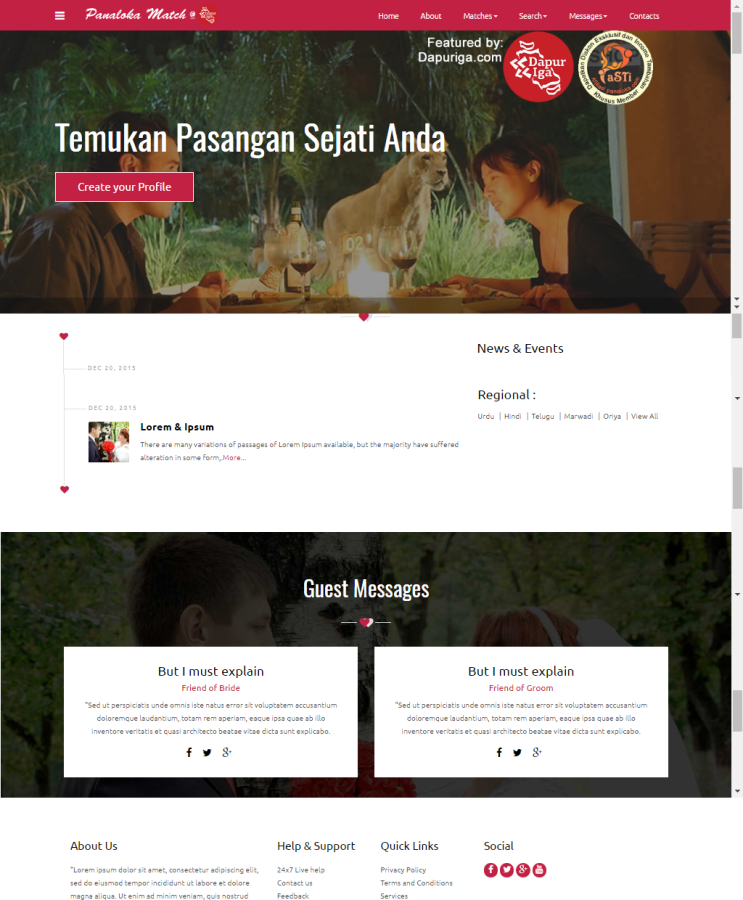 Panaloka Match @
Home About Matches Search Messages Contacts
Featured by:
Dapuriga.com
Dapur
Iga
Dapatkan Diskon Eksklusif dan Income Tambahan
aSTi
Khusus Member
Temukan Pasangan Sejati Anda
Create your Profile
02
DEC 20, 2015
DEC 20, 2015
Lorem & Ipsum
There are many variations of passages of Lorem Ipsum available, but the majority have suffered
alteration in some form,.More...
News & Events
Regional :
Urdu | Hindi | Telugu | Marwadi | Oriya | View All
Guest Messages
But I must explain
Friend of Bride
"Sed ut perspiciatis unde omnis iste natus error sit voluptatem accusantium
doloremque laudantium, totam rem aperiam, eaque ipsa quae ab illo
inventore veritatis et quasi architecto beatae vitae dicta sunt explicabo.
But I must explain
Friend of Groom
"Sed ut perspiciatis unde omnis iste natus error sit voluptatem accusantium
doloremque laudantium, totam rem aperiam, eaque ipsa quae ab illo
inventore veritatis et quasi architecto beatae vitae dicta sunt explicabo.
About Us
"Lorem ipsum dolor sit amet, consectetur adipiscing elit,
sed do eiusmod tempor incididunt ut labore et dolore
magna aliqua. Ut enim ad minim veniam, quis nostrud
Help & Support
24x7 Live help
Contact us
Feedback
Quick Links
Privacy Policy
Terms and Conditions
Services
Social